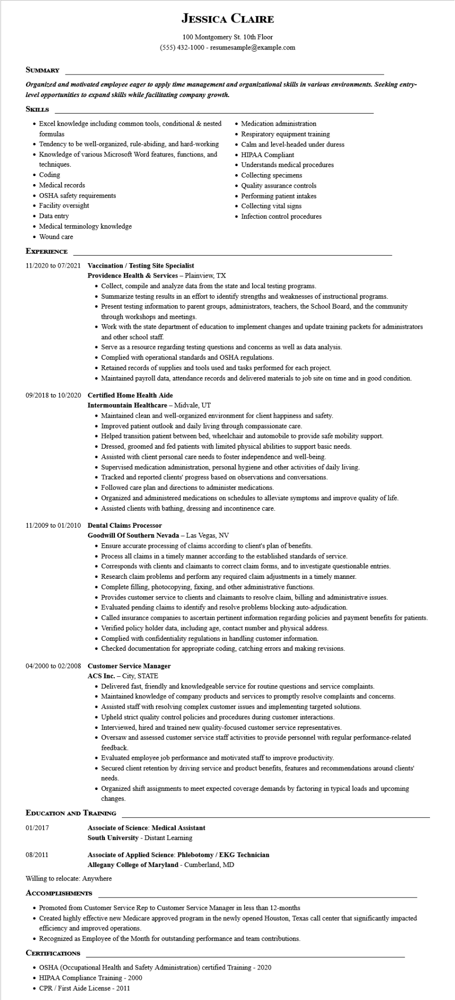 Jessica Claire
100 Montgomery St. 10th Floor
(555) 432-1000 - resumesample@example.com
Summary
Organized and motivated employee eager to apply time management and organizational skills in various environments. Seeking entry-
level opportunities to expand skills while facilitating company growth.
Skills
• Excel knowledge including common tools, conditional & nested
formulas
• Tendency to be well-organized, rule-abiding, and hard-working
• Knowledge of various Microsoft Word features, functions, and
techniques.
• Coding
• Medical records
• OSHA safety requirements
• Facility oversight
• Data entry
• Medical terminology knowledge
• Wound care
• Medication administration
• Respiratory equipment training
• Calm and level-headed under duress
• HIPAA Compliant
• Understands medical procedures
• Collecting specimens
• Quality assurance controls
• Performing patient intakes
• Collecting vital signs
• Infection control procedures
Experience
11/2020 to 07/2021 Vaccination / Testing Site Specialist
Providence Health & Services – Plainview, TX
• Collect, compile and analyze data from the state and local testing programs.
• Summarize testing results in an effort to identify strengths and weaknesses of instructional programs.
• Present testing information to parent groups, administrators, teachers, the School Board, and the community
through workshops and meetings.
• Work with the state department of education to implement changes and update training packets for administrators
and other school staff.
• Serve as a resource regarding testing questions and concerns as well as data analysis.
• Complied with operational standards and OSHA regulations.
• Retained records of supplies and tools used and tasks performed for each project.
• Maintained payroll data, attendance records and delivered materials to job site on time and in good condition.
09/2018 to 10/2020 Certified Home Health Aide
Intermountain Healthcare – Midvale, UT
• Maintained clean and well-organized environment for client happiness and safety.
• Improved patient outlook and daily living through compassionate care.
• Helped transition patient between bed, wheelchair and automobile to provide safe mobility support.
• Dressed, groomed and fed patients with limited physical abilities to support basic needs.
• Assisted with client personal care needs to foster independence and well-being.
• Supervised medication administration, personal hygiene and other activities of daily living.
• Tracked and reported clients' progress based on observations and conversations.
• Followed care plan and directions to administer medications.
• Organized and administered medications on schedules to alleviate symptoms and improve quality of life.
• Assisted clients with bathing, dressing and incontinence care.
11/2009 to 01/2010 Dental Claims Processor
Goodwill Of Southern Nevada – Las Vegas, NV
• Ensure accurate processing of claims according to client's plan of benefits.
• Process all claims in a timely manner according to the established standards of service.
• Corresponds with clients and claimants to correct claim forms, and to investigate questionable entries.
• Research claim problems and perform any required claim adjustments in a timely manner.
• Complete filling, photocopying, faxing, and other administrative functions.
• Provides customer service to clients and claimants to resolve claim, billing and administrative issues.
• Evaluated pending claims to identify and resolve problems blocking auto-adjudication.
• Called insurance companies to ascertain pertinent information regarding policies and payment benefits for patients.
• Verified policy holder data, including age, contact number and physical address.
• Complied with confidentiality regulations in handling customer information.
• Checked documentation for appropriate coding, catching errors and making revisions.
04/2000 to 02/2008 Customer Service Manager
ACS Inc. – City, STATE
• Delivered fast, friendly and knowledgeable service for routine questions and service complaints.
• Maintained knowledge of company products and services to promptly resolve complaints and concerns.
• Assisted staff with resolving complex customer issues and implementing targeted solutions.
• Upheld strict quality control policies and procedures during customer interactions.
• Interviewed, hired and trained new quality-focused customer service representatives.
• Oversaw and assessed customer service staff activities to provide personnel with regular performance-related
feedback.
• Evaluated employee job performance and motivated staff to improve productivity.
• Secured client retention by driving service and product benefits, features and recommendations around clients'
needs.
• Organized shift assignments to meet expected coverage demands by factoring in typical loads and upcoming
changes.
Education and Training
01/2017 Associate of Science: Medical Assistant
South University - Distant Learning
08/2011 Associate of Applied Science: Phlebotomy / EKG Technician
Allegany College of Maryland - Cumberland, MD
Willing to relocate: Anywhere
Accomplishments
• Promoted from Customer Service Rep to Customer Service Manager in less than 12-months
• Created highly effective new Medicare approved program in the newly opened Houston, Texas call center that significantly impacted
efficiency and improved operations.
• Recognized as Employee of the Month for outstanding performance and team contributions.
Certifications
• OSHA (Occupational Health and Safety Administration) certified Training - 2020
• HIPAA Compliance Training - 2000
• CPR / First Aide License - 2011